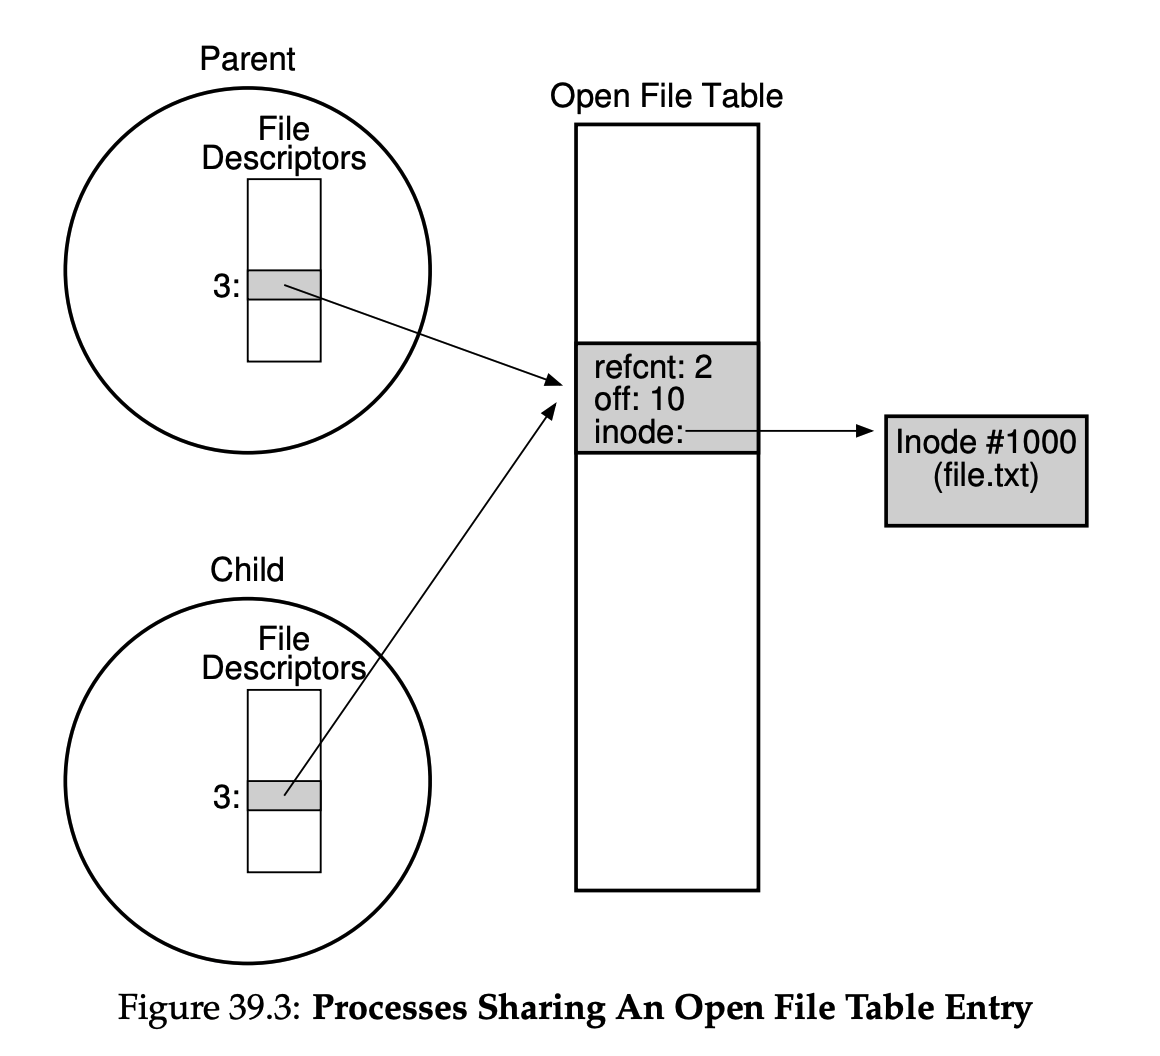 Parent
File
Descriptors
3:
Open File Table
refcnt: 2
off: 10
inode:
Inode #1000
(file.txt)
Child
File
Descriptors
3:
Figure 39.3: Processes Sharing An Open File Table Entry